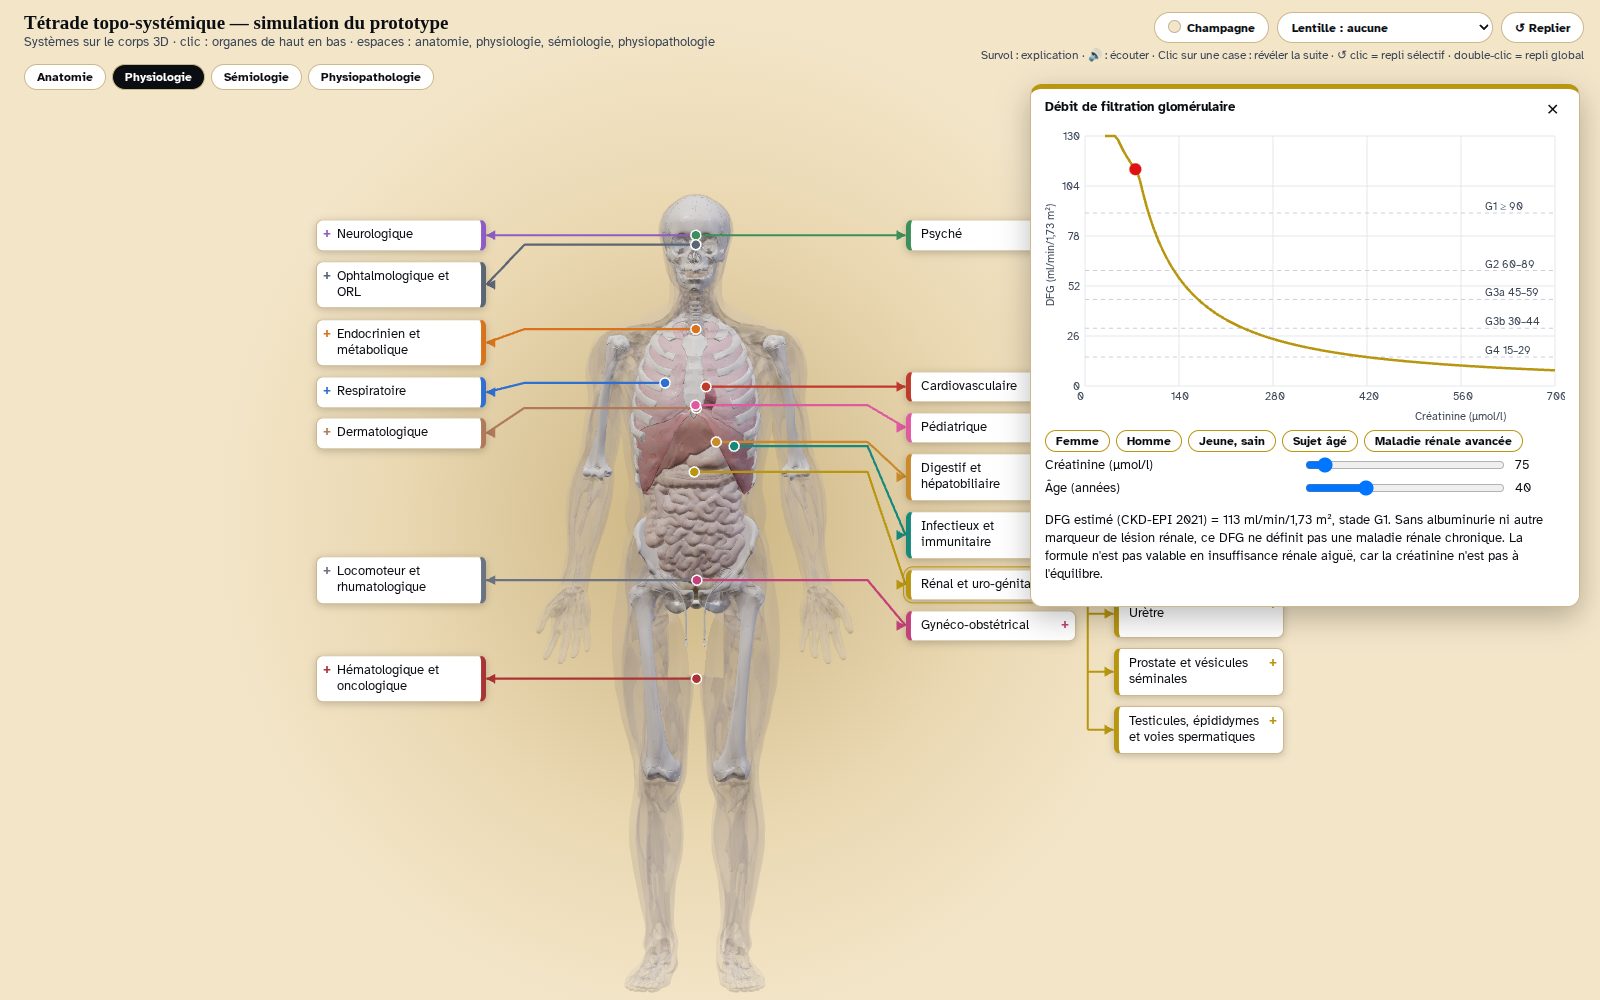 Tétrade topo-systémique — simulation du prototype
Systèmes sur le corps 3D · clic : organes de haut en bas · espaces : anatomie, physiologie, sémiologie, physiopathologie
Anatomie
Physiologie
Sémiologie
Physiopathologie
Champagne
Lentille : aucune
↺ Replier
Survol : explication · 🔊 : écouter · Clic sur une case : révéler la suite · ↺ clic = repli sélectif · double-clic = repli global
+ Neurologique
+ Ophtalmologique et
ORL
+ Endocrinien et
métabolique
+ Respiratoire
+ Dermatologique
+ Locomoteur et
rhumatologique
+ Hématologique et
oncologique
Psyché
Cardiovasculaire
Pédiatrique
Digestif et
hépatobiliaire
Infectieux et
immunitaire
Rénal et uro-génita
Gynéco-obstétrical +
Débit de filtration glomérulaire
✕
130
104
78
52
26
0
DFG (ml/min/1,73 m²)
G1 ≥ 90
G2 60–89
G3a 45–59
G3b 30–44
G4 15–29
0
140
280
420
560
700
Créatinine (µmol/l)
Femme
Homme
Jeune, sain
Sujet âgé
Maladie rénale avancée
Créatinine (µmol/l) 75
Âge (années) 40
DFG estimé (CKD-EPI 2021) = 113 ml/min/1,73 m², stade G1. Sans albuminurie ni autre
marqueur de lésion rénale, ce DFG ne définit pas une maladie rénale chronique. La
formule n'est pas valable en insuffisance rénale aiguë, car la créatinine n'est pas à
l'équilibre.
Urètre
Prostate et vésicules +
séminales
Testicules, épididymes +
et voies spermatiques